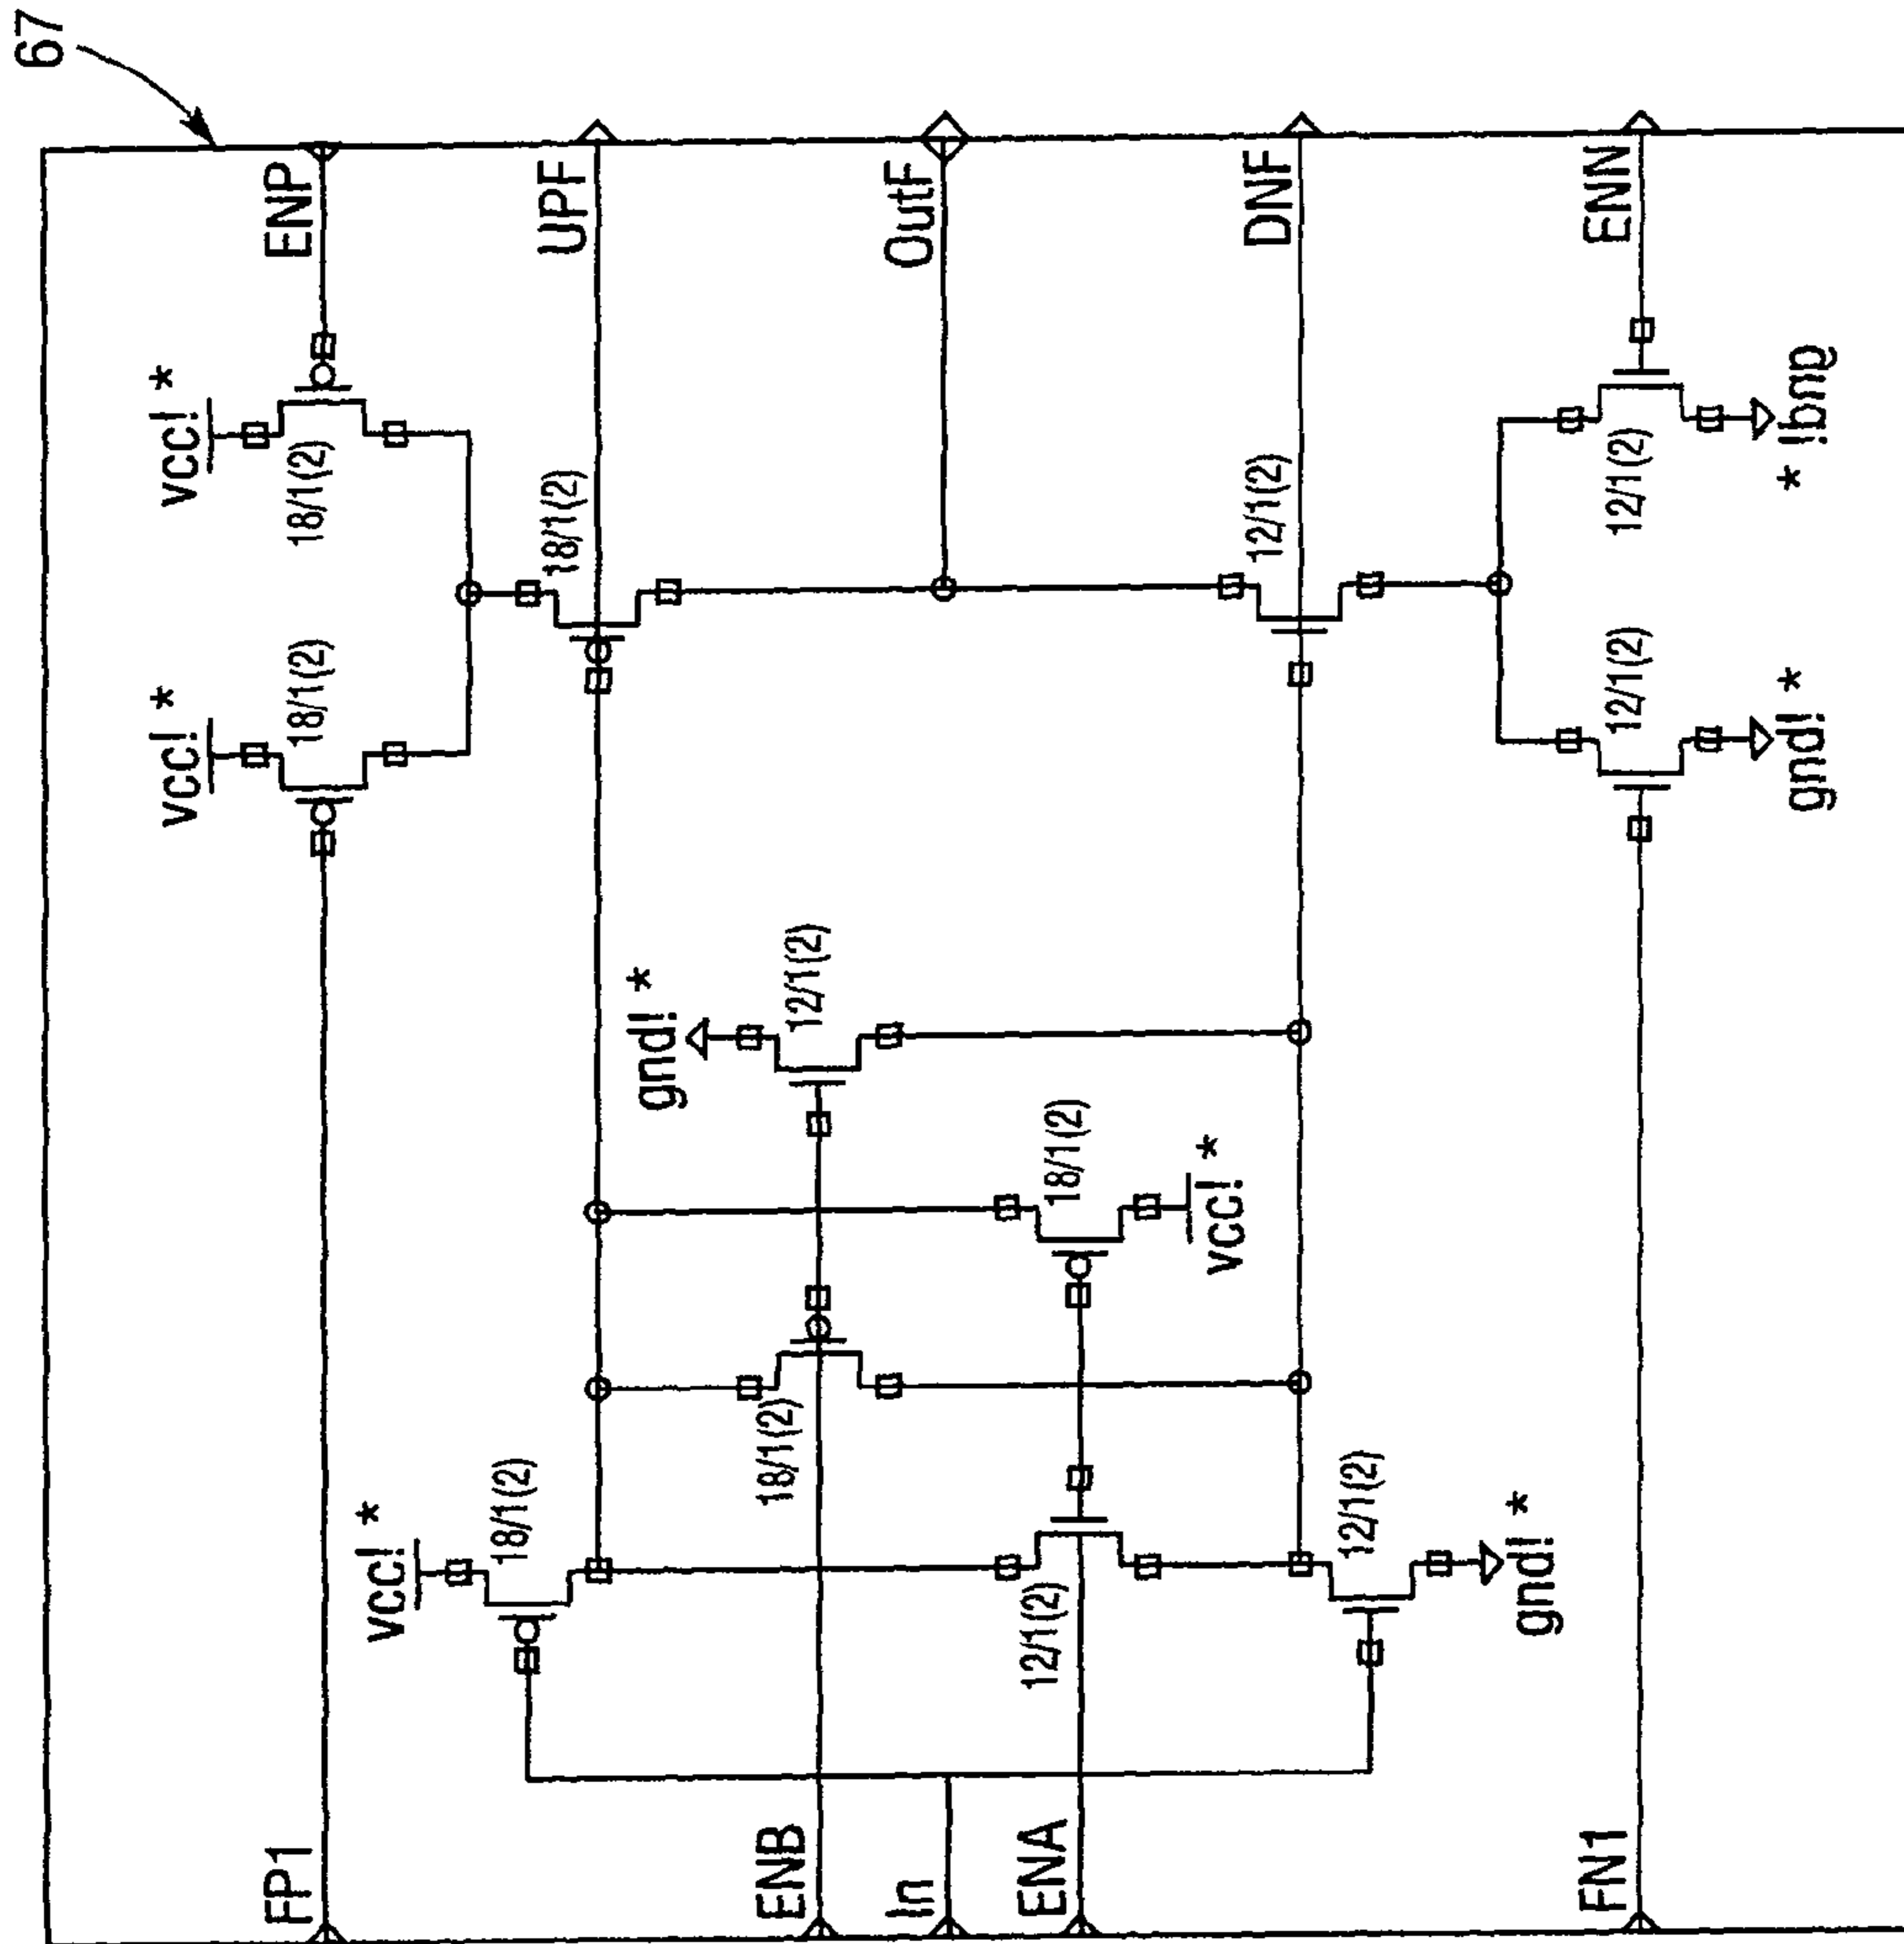 67
vcc! *
vcc! *
FP1
18/1(2)
18/1(2)
ENP
vcc! *
18/1(2)
18/1(2)
UPF
gnd! *
ENB
18/1(2)
12/1(2)
In
OutF
ENA
12/1(2)
18/1(2)
vcc! *
12/1(2)
DNF
12/1(2)
gnd! *
FN1
12/1(2)
12/1(2)
ENN
gnd! *
* !bmg